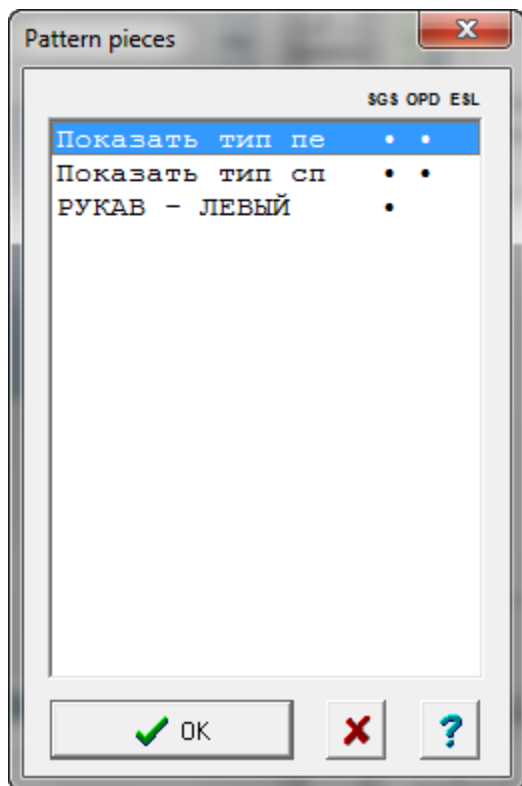 Pattern pieces
SGS OPD ESL
Показать тип пе • •
Показать тип сп • •
РУКАВ - ЛЕВЫЙ •
OK
?